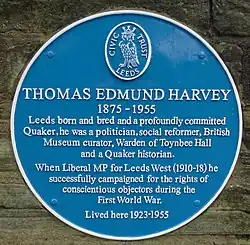 CIVIC TRUST
LEEDS
THOMAS EDMUND HARVEY
1875 - 1955
Leeds born and bred and a profoundly committed
Quaker, he was a politician, social reformer, British
Museum curator, Warden of Toynbee Hall
and a Quaker historian.
When Liberal MP for Leeds West (1910-18) he
successfully campaigned for the rights of
conscientious objectors during the
First World War.
Lived here 1923-1955